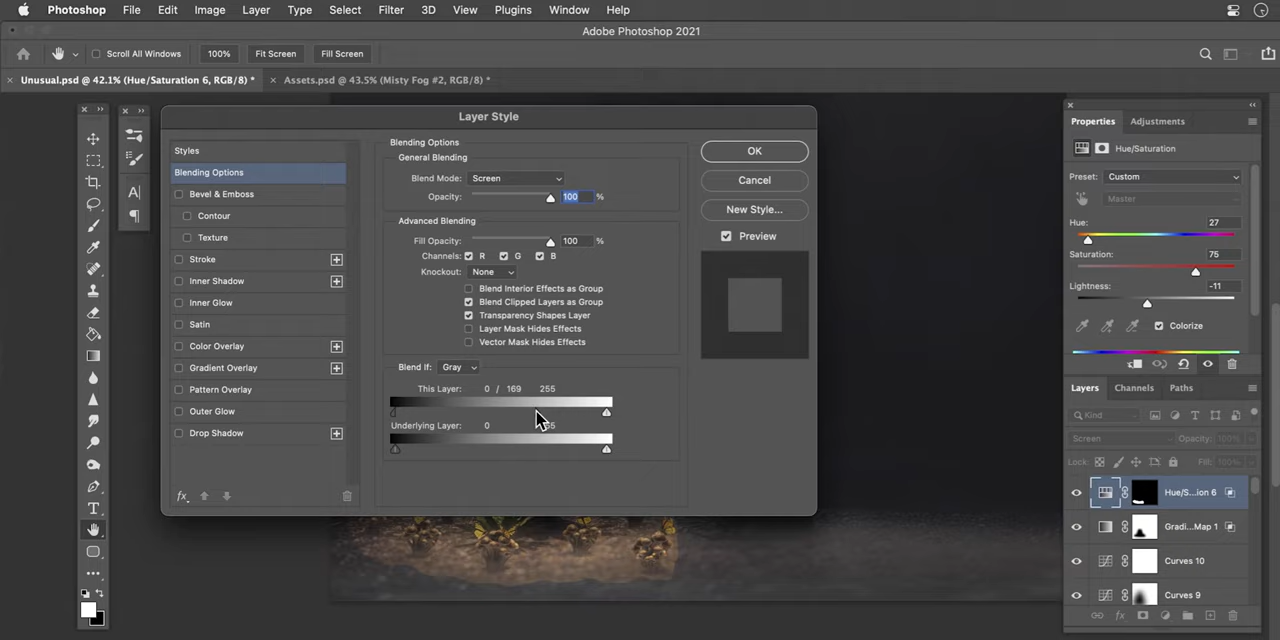 Photoshop File Edit Image Layer Type Select Filter 3D View Plugins Window Help
Adobe Photoshop 2021
Scroll All Windows 100% Fit Screen Fill Screen
Unusual.psd @ 42.1% (Hue/Saturation 6, RGB/8) * Assets.psd @ 43.5% (Misty Fog #2, RGB/8) *
Layer Style
Styles
Blending Options
Bevel & Emboss
Contour
Texture
Stroke
Inner Shadow
Inner Glow
Satin
Color Overlay
Gradient Overlay
Pattern Overlay
Outer Glow
Drop Shadow
fx
Blending Options
General Blending
Blend Mode: Screen
Opacity: 100 %
Advanced Blending
Fill Opacity: 100 %
Channels: R G B
Knockout: None
Blend Interior Effects as Group
Blend Clipped Layers as Group
Transparency Shapes Layer
Layer Mask Hides Effects
Vector Mask Hides Effects
Blend If: Gray
This Layer: 0 / 169 255
Underlying Layer: 0
OK
Cancel
New Style...
Preview
Properties Adjustments
Hue/Saturation
Preset: Custom
Master
Hue: 27
Saturation: 75
Lightness: -11
Colorize
Layers Channels Paths
Kind
Screen Opacity: 100%
Lock: Fill: 100%
Hue/S...ion 6
Gradi...Map 1
Curves 10
Curves 9
fx